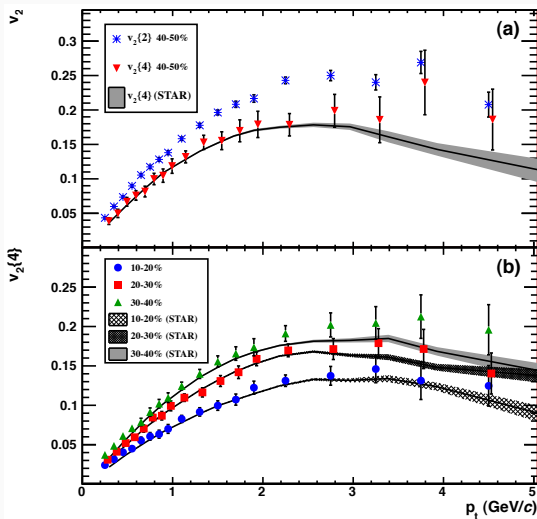 v₂
(a)
0.3
0.25
0.2
0.15
0.1
0.05
v₂{2} 40-50%
v₂{4} 40-50%
v₂{4} (STAR)
v₂{4}
(b)
0.3
0.25
0.2
0.15
0.1
0.05
10-20%
20-30%
30-40%
10-20% (STAR)
20-30% (STAR)
30-40% (STAR)
0 1 2 3 4 5
pₜ (GeV/c)